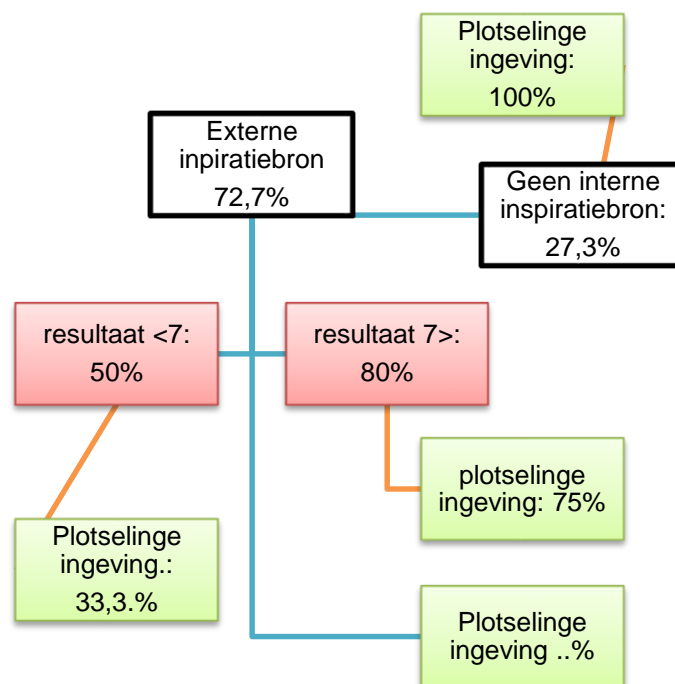 Plotselinge
ingeving:
100%
Externe
inpiratiebron
72,7%
Geen interne
inspiratiebron:
27,3%
resultaat <7:
50%
resultaat 7>:
80%
plotselinge
ingeving: 75%
Plotselinge
ingeving.:
33,3.%
Plotselinge
ingeving ..%